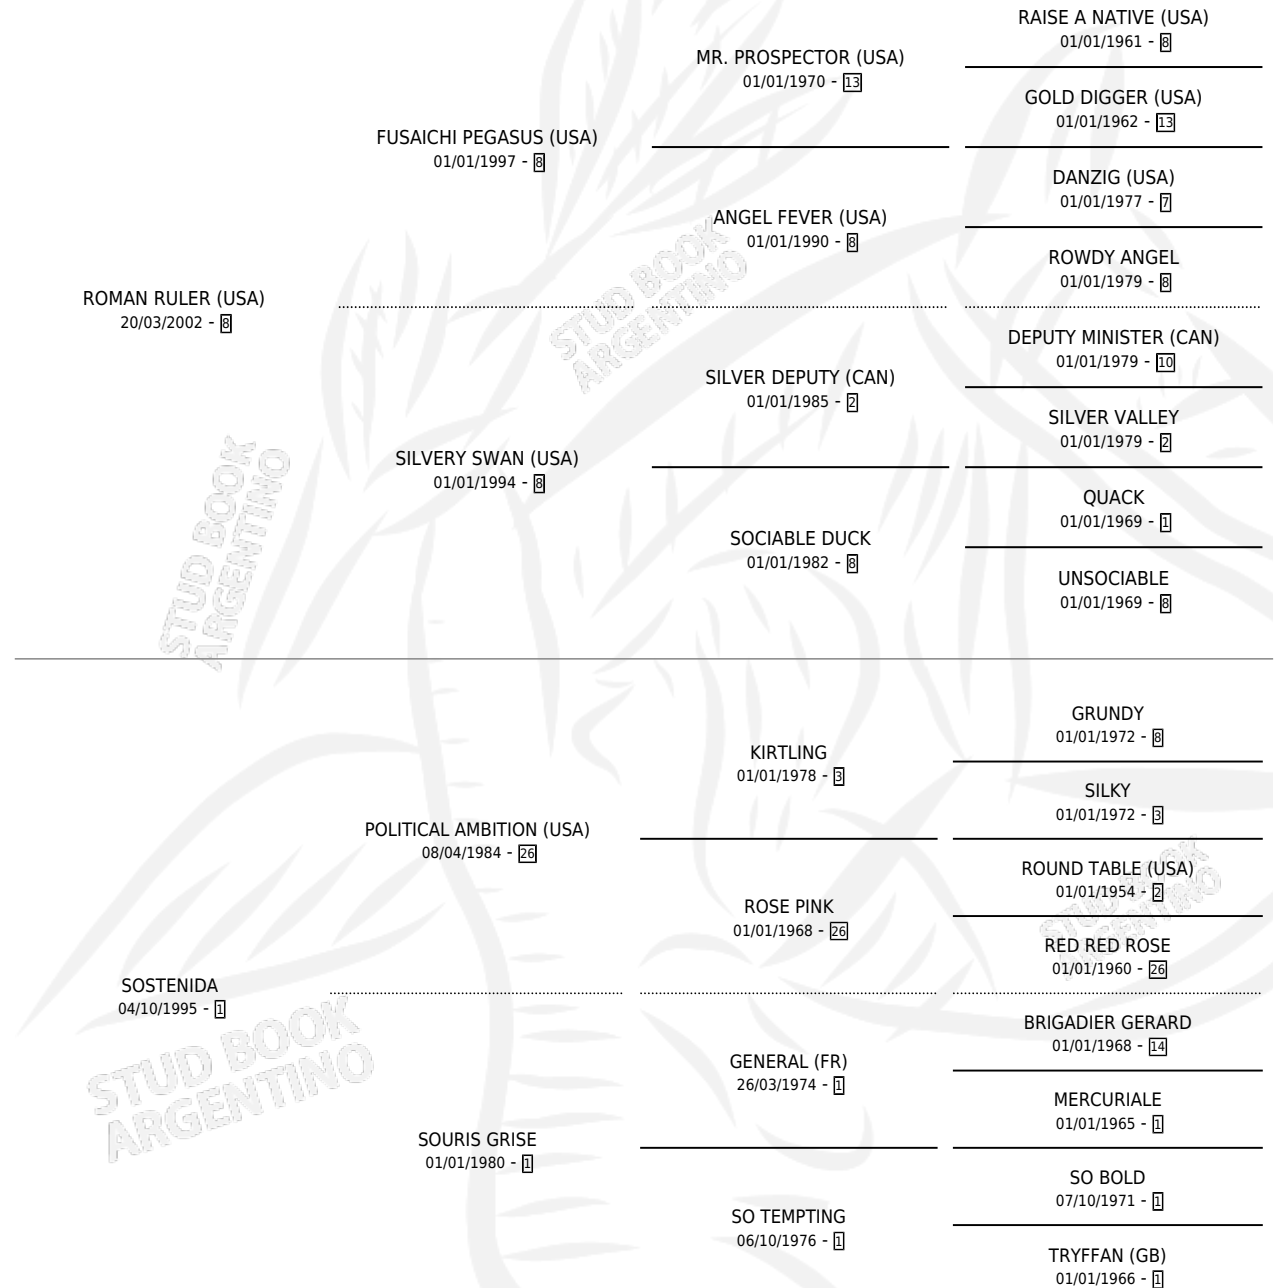 RAISE A NATIVE (USA)
01/01/1961 - 8
MR. PROSPECTOR (USA)
01/01/1970 - 13
GOLD DIGGER (USA)
01/01/1962 - 13
FUSAICHI PEGASUS (USA)
01/01/1997 - 8
DANZIG (USA)
01/01/1977 - 7
ANGEL FEVER (USA)
01/01/1990 - 8
ROWDY ANGEL
01/01/1979 - 8
ROMAN RULER (USA)
20/03/2002 - 8
DEPUTY MINISTER (CAN)
01/01/1979 - 10
SILVER DEPUTY (CAN)
01/01/1985 - 2
SILVER VALLEY
01/01/1979 - 2
SILVERY SWAN (USA)
01/01/1994 - 8
QUACK
01/01/1969 - 1
SOCIABLE DUCK
01/01/1982 - 8
UNSOCIABLE
01/01/1969 - 8
GRUNDY
01/01/1972 - 8
KIRTLING
01/01/1978 - 3
SILKY
01/01/1972 - 3
POLITICAL AMBITION (USA)
08/04/1984 - 26
ROUND TABLE (USA)
01/01/1954 - 2
ROSE PINK
01/01/1968 - 26
RED RED ROSE
01/01/1960 - 26
SOSTENIDA
04/10/1995 - 1
BRIGADIER GERARD
01/01/1968 - 14
GENERAL (FR)
26/03/1974 - 1
MERCURIALE
01/01/1965 - 1
SOURIS GRISE
01/01/1980 - 1
SO BOLD
07/10/1971 - 1
SO TEMPTING
06/10/1976 - 1
TRYFFAN (GB)
01/01/1966 - 1
STUD BOOK
ARGENTINO
STUD BOOK
ARGENTINO
STUD BOOK
ARGENTINO
STUD BOOK
ARGENTINO